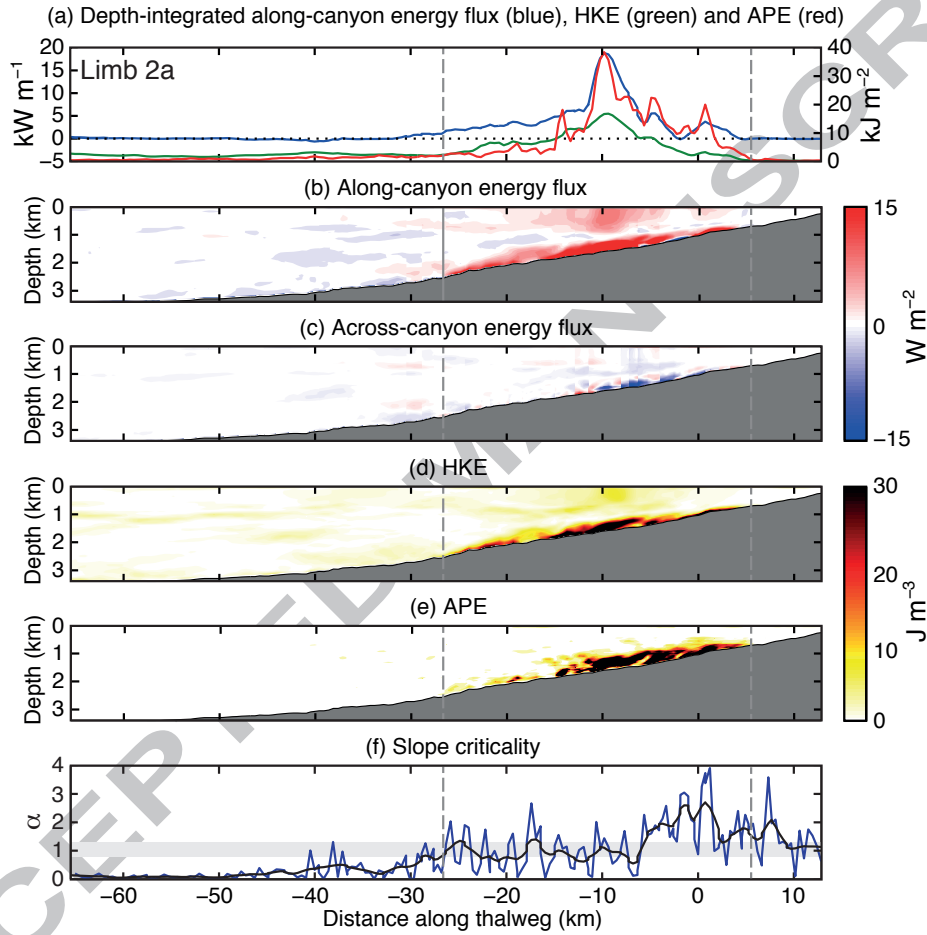 (a) Depth-integrated along-canyon energy flux (blue), HKE (green) and APE (red)
Limb 2a
kW m⁻¹
20
15
10
5
0
−5
40
30
20
10
0
kJ m⁻²
(b) Along-canyon energy flux
Depth (km)
0
1
2
3
15
0
−15
W m⁻²
(c) Across-canyon energy flux
Depth (km)
0
1
2
3
(d) HKE
Depth (km)
0
1
2
3
30
20
10
0
J m⁻³
(e) APE
Depth (km)
0
1
2
3
(f) Slope criticality
α
4
3
2
1
0
−60 −50 −40 −30 −20 −10 0 10
Distance along thalweg (km)